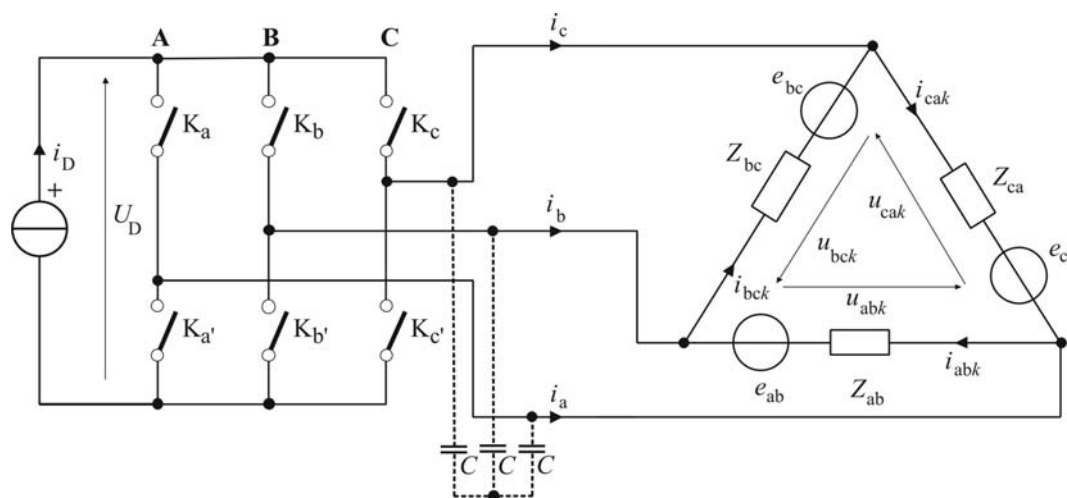 A B C
K_a K_b K_c
i_D
+
U_D
K_a' K_b' K_c'
i_c
i_b
i_a
C C C
e_bc
i_cak
Z_bc
Z_ca
u_cak
u_bck
e_c
i_bck
u_abk
e_ab
Z_ab
i_abk